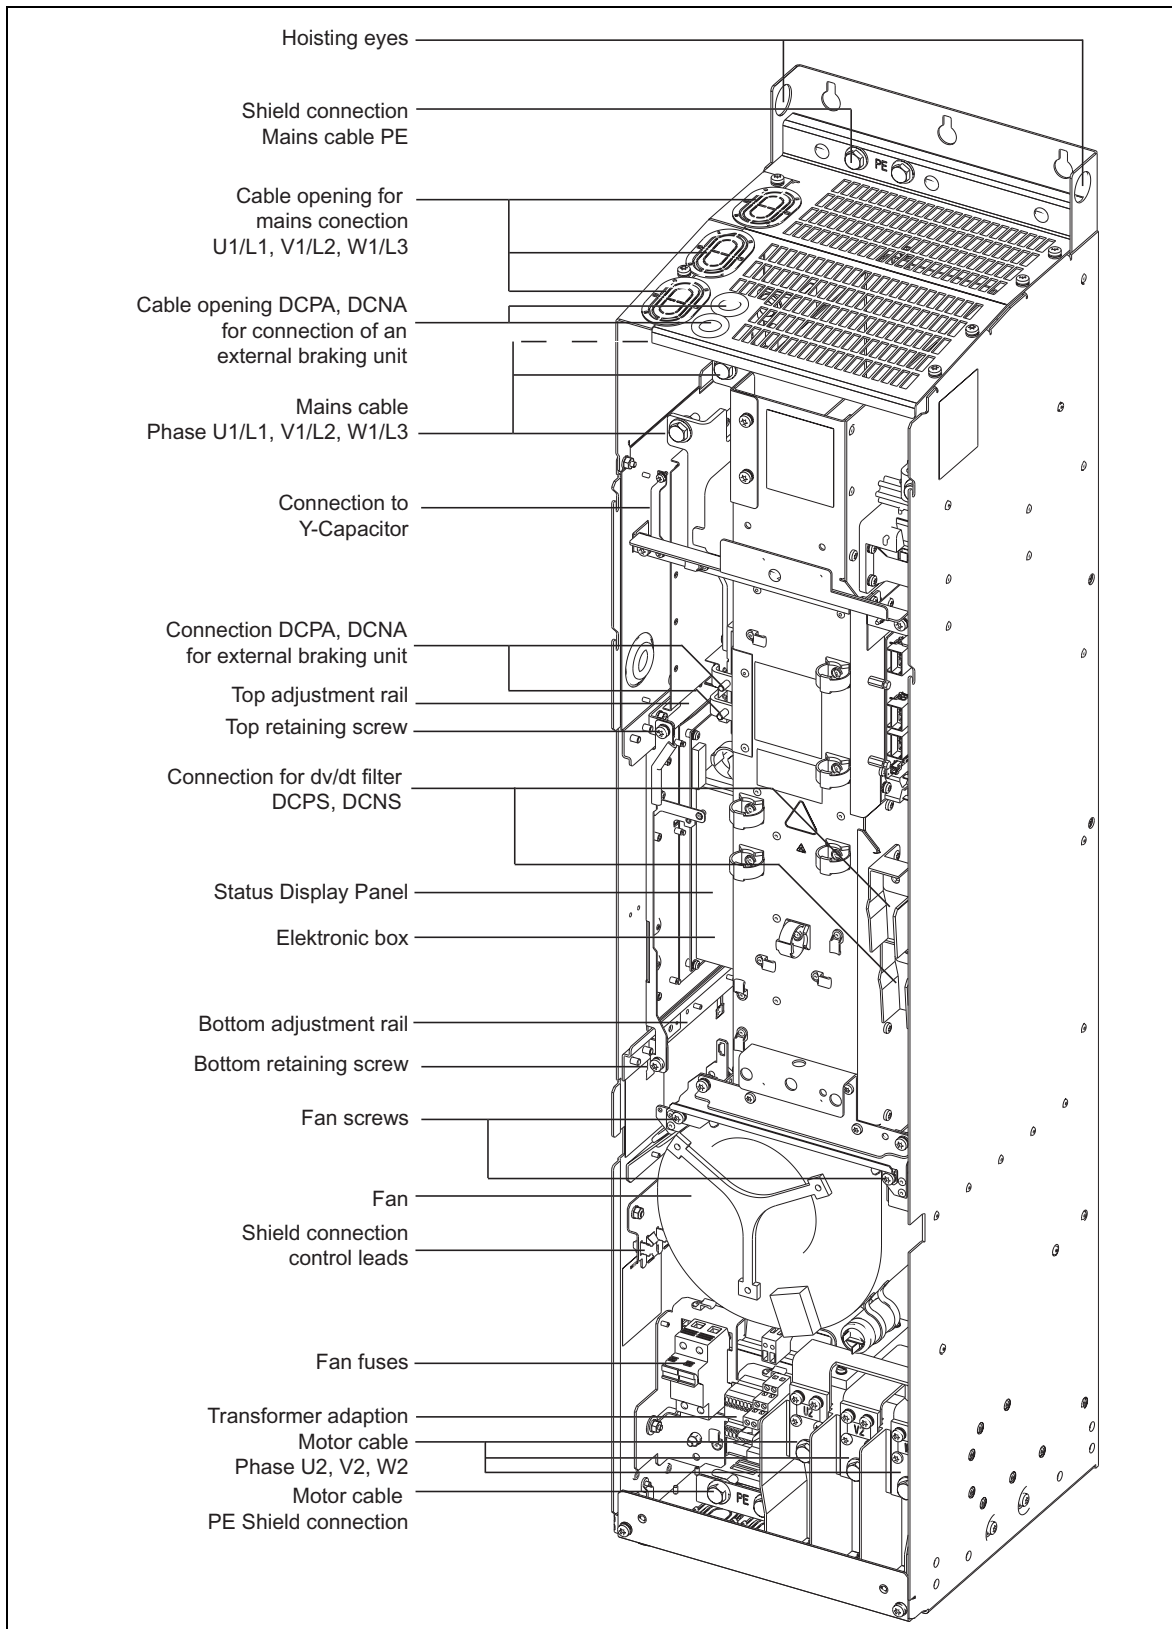 Hoisting eyes
Shield connection
Mains cable PE
PE
Cable opening for
mains conection
U1/L1, V1/L2, W1/L3
Cable opening DCPA, DCNA
for connection of an
external braking unit
Mains cable
Phase U1/L1, V1/L2, W1/L3
Connection to
Y-Capacitor
Connection DCPA, DCNA
for external braking unit
Top adjustment rail
Top retaining screw
Connection for dv/dt filter
DCPS, DCNS
Status Display Panel
Elektronic box
Bottom adjustment rail
Bottom retaining screw
Fan screws
Fan
Shield connection
control leads
Fan fuses
Transformer adaption
Motor cable
Phase U2, V2, W2
U2
V2
Motor cable
PE Shield connection
PE